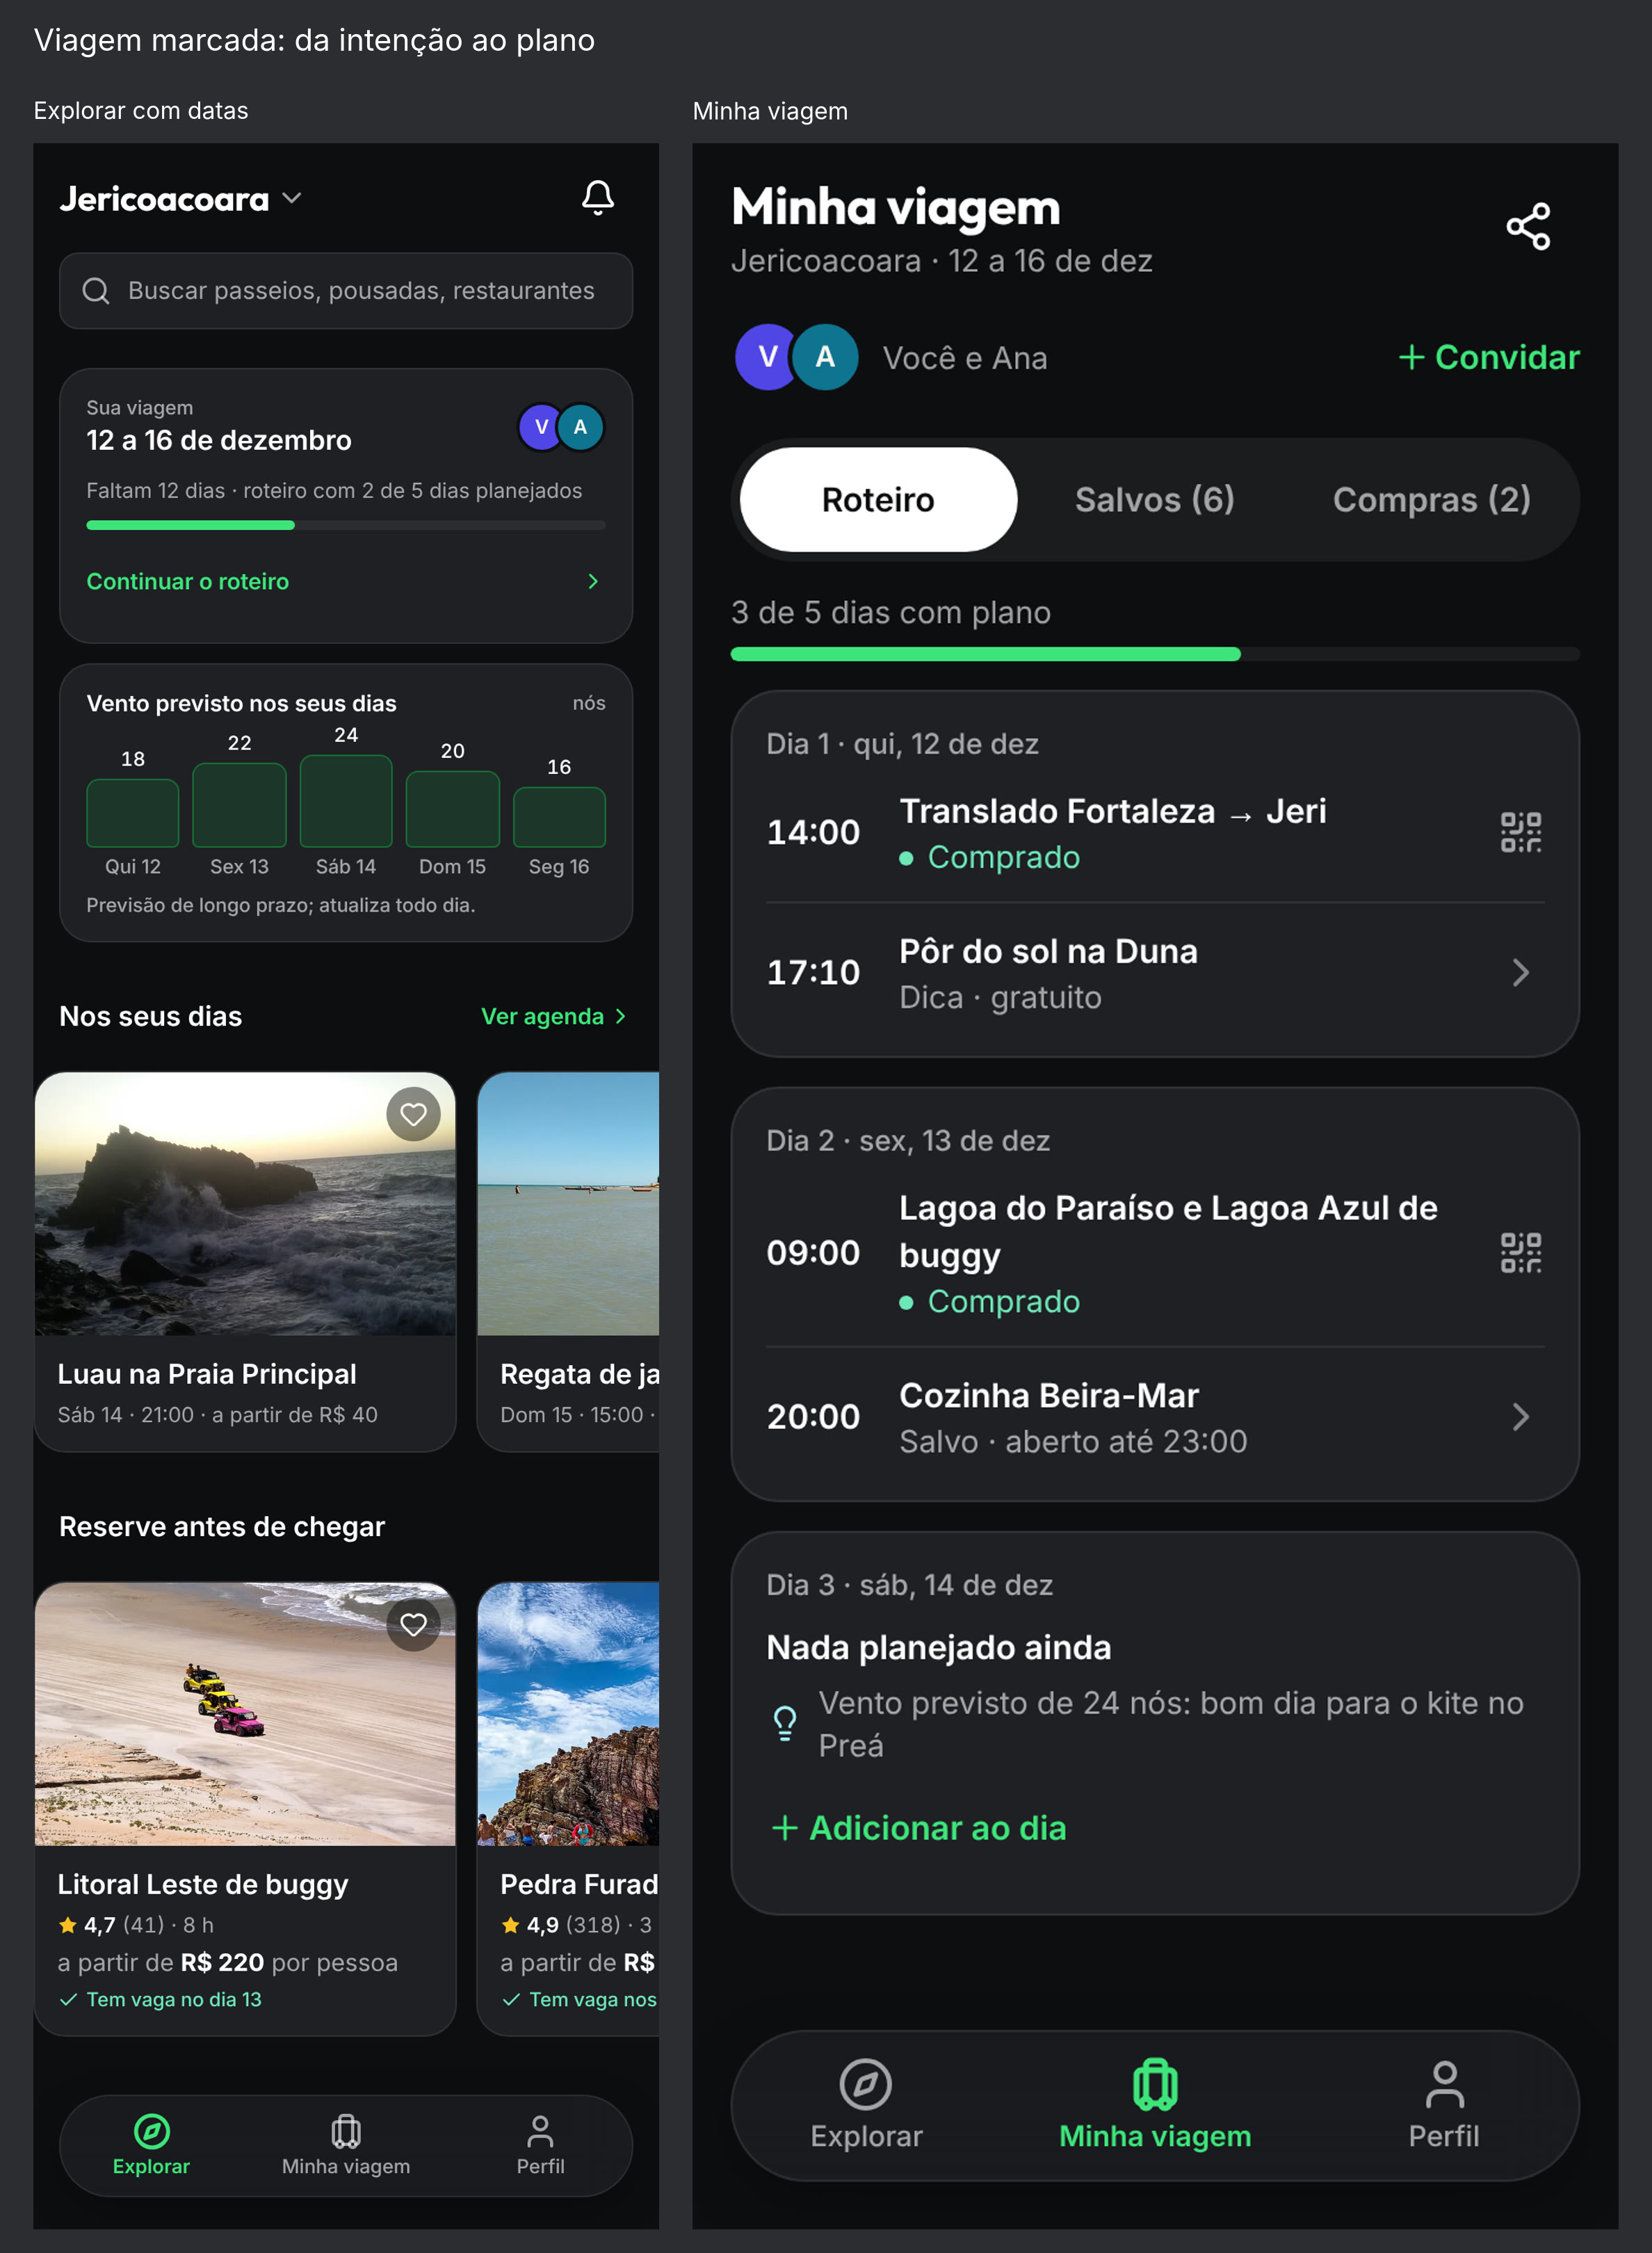 Viagem marcada: da intenção ao plano
Explorar com datas
Jericoacoara
Buscar passeios, pousadas, restaurantes
Sua viagem
12 a 16 de dezembro
V A
Faltam 12 dias · roteiro com 2 de 5 dias planejados
Continuar o roteiro
Vento previsto nos seus dias
nós
18 22 24 20 16
Qui 12 Sex 13 Sáb 14 Dom 15 Seg 16
Previsão de longo prazo; atualiza todo dia.
Nos seus dias
Ver agenda
Luau na Praia Principal
Sáb 14 · 21:00 · a partir de R$ 40
Regata de ja
Dom 15 · 15:00 ·
Reserve antes de chegar
Litoral Leste de buggy
4,7 (41) · 8 h
a partir de R$ 220 por pessoa
Tem vaga no dia 13
Pedra Furad
4,9 (318) · 3
a partir de R$
Tem vaga nos
Explorar
Minha viagem
Perfil
Minha viagem
Minha viagem
Jericoacoara · 12 a 16 de dez
V A Você e Ana
+ Convidar
Roteiro
Salvos (6)
Compras (2)
3 de 5 dias com plano
Dia 1 · qui, 12 de dez
14:00
Translado Fortaleza → Jeri
Comprado
17:10
Pôr do sol na Duna
Dica · gratuito
Dia 2 · sex, 13 de dez
09:00
Lagoa do Paraíso e Lagoa Azul de
buggy
Comprado
20:00
Cozinha Beira-Mar
Salvo · aberto até 23:00
Dia 3 · sáb, 14 de dez
Nada planejado ainda
Vento previsto de 24 nós: bom dia para o kite no
Preá
+ Adicionar ao dia
Explorar
Minha viagem
Perfil